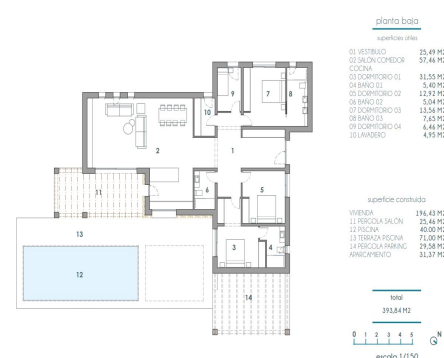 planta baja
superficies útiles
01 VESTÍBULO 25,49 M2
02 SALÓN COMEDOR 57,46 M2
COCINA
03 DORMITORIO 01 31,55 M2
04 BAÑO 01 5,40 M2
05 DORMITORIO 02 12,92 M2
06 BAÑO 02 5,04 M2
07 DORMITORIO 03 13,56 M2
08 BAÑO 03 7,65 M2
09 DORMITORIO 04 6,46 M2
10 LAVADERO 4,95 M2
superficie construida
VIVIENDA 196,43 M2
11 PERGOLA SALÓN 25,46 M2
12 PISCINA 40,00 M2
13 TERRAZA PISCINA 71,00 M2
14 PERGOLA PARKING 29,58 M2
APARCAMIENTO 31,37 M2
total
393,84 M2
0 1 2 3 4 5 N
escala 1/150
9
7
8
10
2
1
11
6
5
13
12
3
4
14